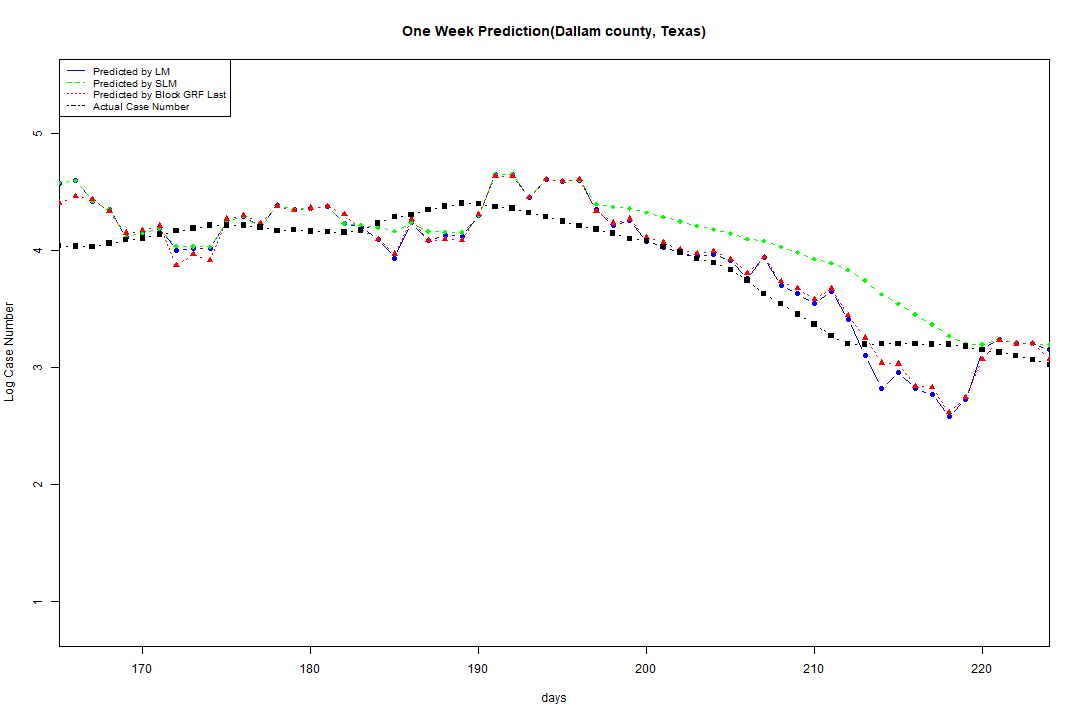 One Week Prediction(Dallam county, Texas)
Predicted by LM
Predicted by SLM
Predicted by Block GRF Last
Actual Case Number
5
4
3
2
1
Log Case Number
170 180 190 200 210 220
days